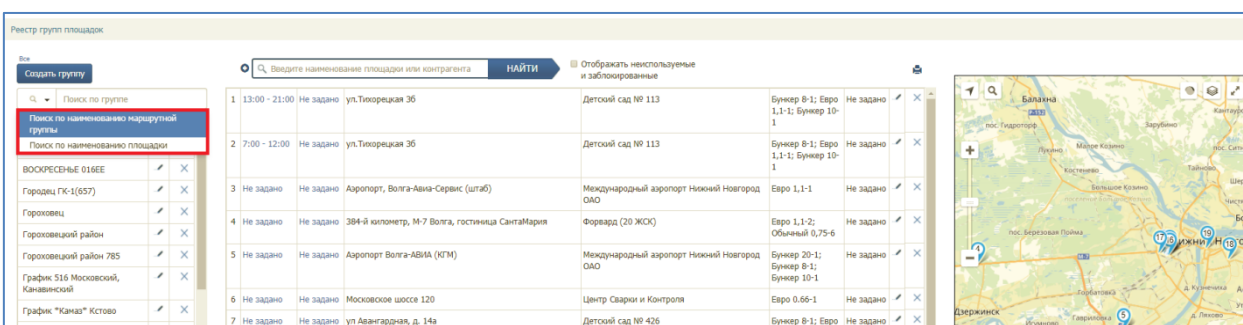 Реестр групп площадок
Все
Создать группу
Поиск по группе
Поиск по наименованию маршрутной
группы
Поиск по наименованию площадки
ВОСКРЕСЕНЬЕ 016ЕЕ
Городец ГК-1(657)
Гороховец
Гороховецкий район
Гороховецкий район 785
График 516 Московский,
Канавинский
График "Камаз" Кстово
Введите наименование площадки или контрагента
НАЙТИ
Отображать неиспользуемые
и заблокированные
1 13:00 - 21:00 Не задано ул.Тихорецкая 3б Детский сад № 113 Бункер 8-1; Евро Не задано
1,1-1; Бункер 10-
1
2 7:00 - 12:00 Не задано ул.Тихорецкая 3б Детский сад № 113 Бункер 8-1; Евро Не задано
1,1-1; Бункер 10-
1
3 Не задано Не задано Аэропорт, Волга-Авиа-Сервис (штаб) Международный аэропорт Нижний Новгород Евро 1,1-1 Не задано
ОАО
4 Не задано Не задано 384-й километр, М-7 Волга, гостиница СантаМария Форвард (20 ЖСК) Евро 1,1-2; Не задано
Обычный 0,75-6
5 Не задано Не задано Аэропорт Волга-АВИА (КГМ) Международный аэропорт Нижний Новгород Бункер 20-1; Не задано
ОАО Бункер 8-1;
Бункер 10-1
6 Не задано Не задано Московское шоссе 120 Центр Сварки и Контроля Евро 0.66-1 Не задано
7 Не задано Не задано ул Авангардная, д. 14а Детский сад № 426 Бункер 8-1; Евро Не задано
Балахна
Р-152
пос. Гидроторф
Зарубино
Лукино
Малое Козино
Костенево
Тайново
Большое Козино
пос. Березовая Пойма
4
17
19
18
М-7
Горбатовка
д. Кузнечиха
Дзержинск
Гавриловка
5
д. Ляхово